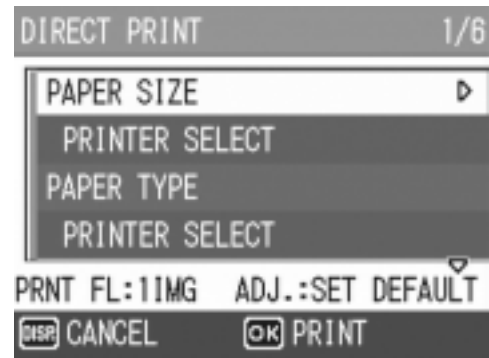 DIRECT PRINT 1/6
PAPER SIZE
PRINTER SELECT
PAPER TYPE
PRINTER SELECT
PRNT FL:1IMG ADJ.:SET DEFAULT
DISP. CANCEL OK PRINT